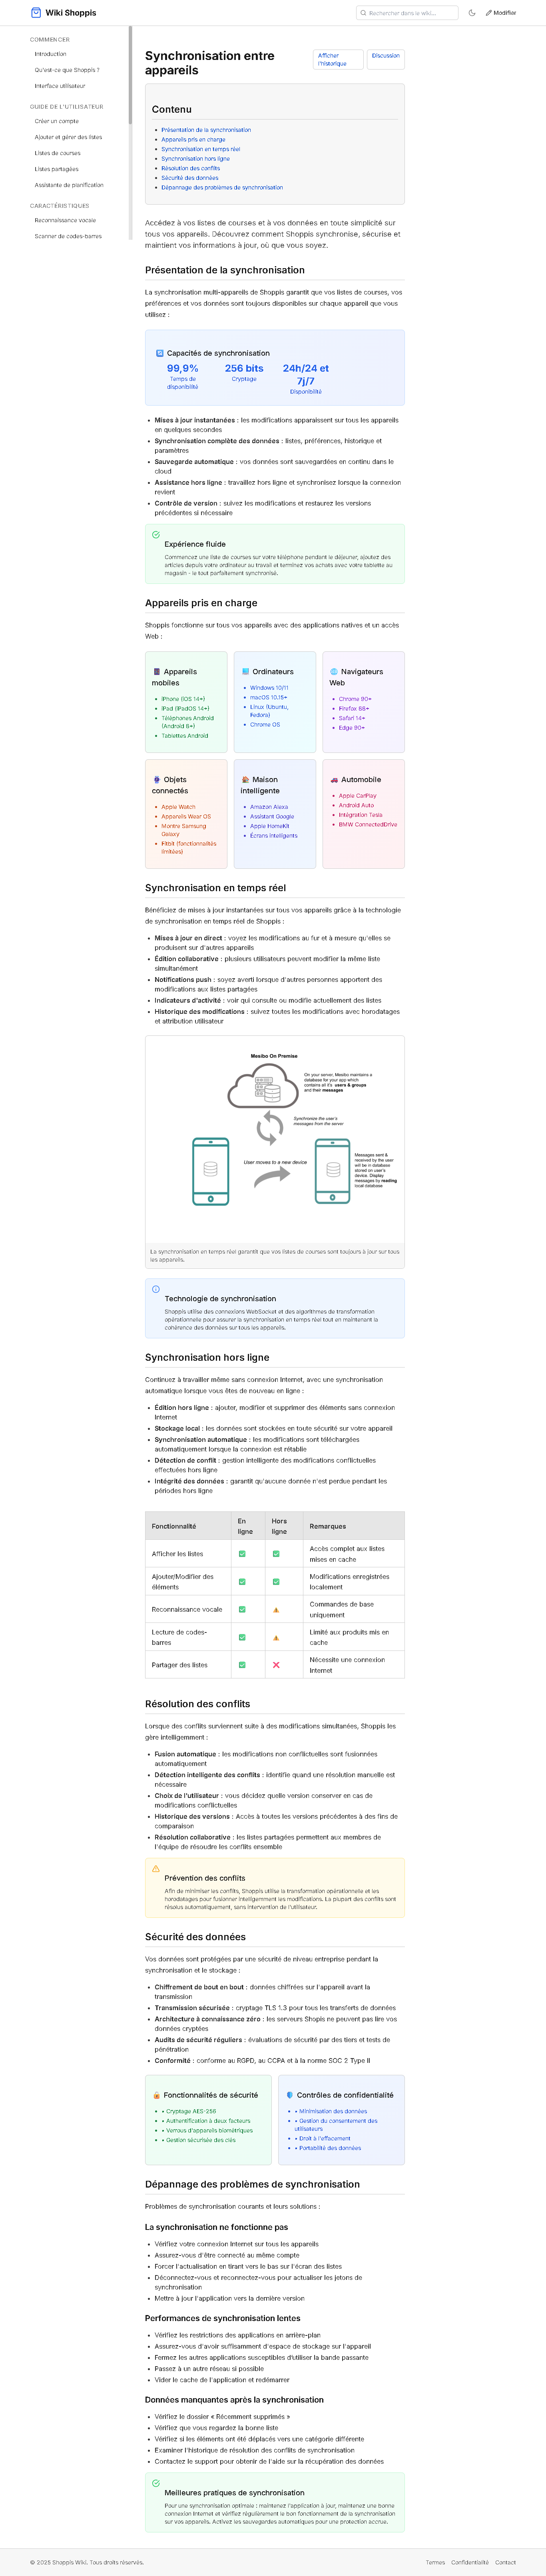 Wiki Shoppis
Rechercher dans le wiki...
Modifier
COMMENCER
Introduction
Qu'est-ce que Shoppis ?
Interface utilisateur
GUIDE DE L'UTILISATEUR
Créer un compte
Ajouter et gérer des listes
Listes de courses
Listes partagées
Assistante de planification
CARACTÉRISTIQUES
Reconnaissance vocale
Scanner de codes-barres
Synchronisation entre
appareils
Afficher
l'historique
Discussion
Contenu
Présentation de la synchronisation
Appareils pris en charge
Synchronisation en temps réel
Synchronisation hors ligne
Résolution des conflits
Sécurité des données
Dépannage des problèmes de synchronisation
Accédez à vos listes de courses et à vos données en toute simplicité sur
tous vos appareils. Découvrez comment Shoppis synchronise, sécurise et
maintient vos informations à jour, où que vous soyez.
Présentation de la synchronisation
La synchronisation multi-appareils de Shoppis garantit que vos listes de courses, vos
préférences et vos données sont toujours disponibles sur chaque appareil que vous
utilisez :
Capacités de synchronisation
99,9%
Temps de
disponibilité
256 bits
Cryptage
24h/24 et
7j/7
Disponibilité
Mises à jour instantanées : les modifications apparaissent sur tous les appareils
en quelques secondes
Synchronisation complète des données : listes, préférences, historique et
paramètres
Sauvegarde automatique : vos données sont sauvegardées en continu dans le
cloud
Assistance hors ligne : travaillez hors ligne et synchronisez lorsque la connexion
revient
Contrôle de version : suivez les modifications et restaurez les versions
précédentes si nécessaire
Expérience fluide
Commencez une liste de courses sur votre téléphone pendant le déjeuner, ajoutez des
articles depuis votre ordinateur au travail et terminez vos achats avec votre tablette au
magasin - le tout parfaitement synchronisé.
Appareils pris en charge
Shoppis fonctionne sur tous vos appareils avec des applications natives et un accès
Web :
Appareils
mobiles
iPhone (iOS 14+)
iPad (iPadOS 14+)
Téléphones Android
(Android 8+)
Tablettes Android
Ordinateurs
Windows 10/11
macOS 10.15+
Linux (Ubuntu,
Fedora)
Chrome OS
Navigateurs
Web
Chrome 90+
Firefox 88+
Safari 14+
Edge 90+
Objets
connectés
Apple Watch
Appareils Wear OS
Montre Samsung
Galaxy
Fitbit (fonctionnalités
limitées)
Maison
intelligente
Amazon Alexa
Assistant Google
Apple HomeKit
Écrans intelligents
Automobile
Apple CarPlay
Android Auto
Intégration Tesla
BMW ConnectedDrive
Synchronisation en temps réel
Bénéficiez de mises à jour instantanées sur tous vos appareils grâce à la technologie
de synchronisation en temps réel de Shoppis :
Mises à jour en direct : voyez les modifications au fur et à mesure qu'elles se
produisent sur d'autres appareils
Édition collaborative : plusieurs utilisateurs peuvent modifier la même liste
simultanément
Notifications push : soyez averti lorsque d'autres personnes apportent des
modifications aux listes partagées
Indicateurs d'activité : voir qui consulte ou modifie actuellement des listes
Historique des modifications : suivez toutes les modifications avec horodatages
et attribution utilisateur
Mesibo On Premise
On your server, Mesibo maintains a
database for your app which
contains all it's users & groups
and their messages
Synchronize the user's
messages from the server
User moves to a new device
Messages will be sent
& received by the user
will be in written
database stored on
user's device. Display
messages by reading
local database
La synchronisation en temps réel garantit que vos listes de courses sont toujours à jour sur tous
les appareils.
Technologie de synchronisation
Shoppis utilise des connexions WebSocket et des algorithmes de transformation
opérationnelle pour assurer la synchronisation en temps réel tout en maintenant la
cohérence des données sur tous les appareils.
Synchronisation hors ligne
Continuez à travailler même sans connexion Internet, avec une synchronisation
automatique lorsque vous êtes de nouveau en ligne :
Édition hors ligne : ajouter, modifier et supprimer des éléments sans connexion
Internet
Stockage local : les données sont stockées en toute sécurité sur votre appareil
Synchronisation automatique : les modifications sont téléchargées
automatiquement lorsque la connexion est rétablie
Détection de conflit : gestion intelligente des modifications conflictuelles
effectuées hors ligne
Intégrité des données : garantit qu'aucune donnée n'est perdue pendant les
périodes hors ligne
Fonctionnalité
En
ligne
Hors
ligne
Remarques
Afficher les listes
Accès complet aux listes
mises en cache
Ajouter/Modifier des
éléments
Modifications enregistrées
localement
Reconnaissance vocale
Commandes de base
uniquement
Lecture de codes-
barres
Limité aux produits mis en
cache
Partager des listes
Nécessite une connexion
Internet
Résolution des conflits
Lorsque des conflits surviennent suite à des modifications simultanées, Shoppis les
gère intelligemment :
Fusion automatique : les modifications non conflictuelles sont fusionnées
automatiquement
Détection intelligente des conflits : identifie quand une résolution manuelle est
nécessaire
Choix de l'utilisateur : vous décidez quelle version conserver en cas de
modifications conflictuelles
Historique des versions : Accès à toutes les versions précédentes à des fins de
comparaison
Résolution collaborative : les listes partagées permettent aux membres de
l'équipe de résoudre les conflits ensemble
Prévention des conflits
Afin de minimiser les conflits, Shoppis utilise la transformation opérationnelle et les
horodatages pour fusionner intelligemment les modifications. La plupart des conflits sont
résolus automatiquement, sans intervention de l'utilisateur.
Sécurité des données
Vos données sont protégées par une sécurité de niveau entreprise pendant la
synchronisation et le stockage :
Chiffrement de bout en bout : données chiffrées sur l'appareil avant la
transmission
Transmission sécurisée : cryptage TLS 1.3 pour tous les transferts de données
Architecture à connaissance zéro : les serveurs Shopis ne peuvent pas lire vos
données cryptées
Audits de sécurité réguliers : évaluations de sécurité par des tiers et tests de
pénétration
Conformité : conforme au RGPD, au CCPA et à la norme SOC 2 Type II
Fonctionnalités de sécurité
• Cryptage AES-256
• Authentification à deux facteurs
• Verrous d'appareils biométriques
• Gestion sécurisée des clés
Contrôles de confidentialité
• Minimisation des données
• Gestion du consentement des
utilisateurs
• Droit à l'effacement
• Portabilité des données
Dépannage des problèmes de synchronisation
Problèmes de synchronisation courants et leurs solutions :
La synchronisation ne fonctionne pas
Vérifiez votre connexion Internet sur tous les appareils
Assurez-vous d'être connecté au même compte
Forcer l'actualisation en tirant vers le bas sur l'écran des listes
Déconnectez-vous et reconnectez-vous pour actualiser les jetons de
synchronisation
Mettre à jour l'application vers la dernière version
Performances de synchronisation lentes
Vérifiez les restrictions des applications en arrière-plan
Assurez-vous d'avoir suffisamment d'espace de stockage sur l'appareil
Fermez les autres applications susceptibles d'utiliser la bande passante
Passez à un autre réseau si possible
Vider le cache de l'application et redémarrer
Données manquantes après la synchronisation
Vérifiez le dossier « Récemment supprimés »
Vérifiez que vous regardez la bonne liste
Vérifiez si les éléments ont été déplacés vers une catégorie différente
Examiner l'historique de résolution des conflits de synchronisation
Contactez le support pour obtenir de l'aide sur la récupération des données
Meilleures pratiques de synchronisation
Pour une synchronisation optimale : maintenez l'application à jour, maintenez une bonne
connexion Internet et vérifiez régulièrement le bon fonctionnement de la synchronisation
sur vos appareils. Activez les sauvegardes automatiques pour une protection accrue.
© 2025 Shoppis Wiki. Tous droits réservés.
Termes
Confidentialité
Contact